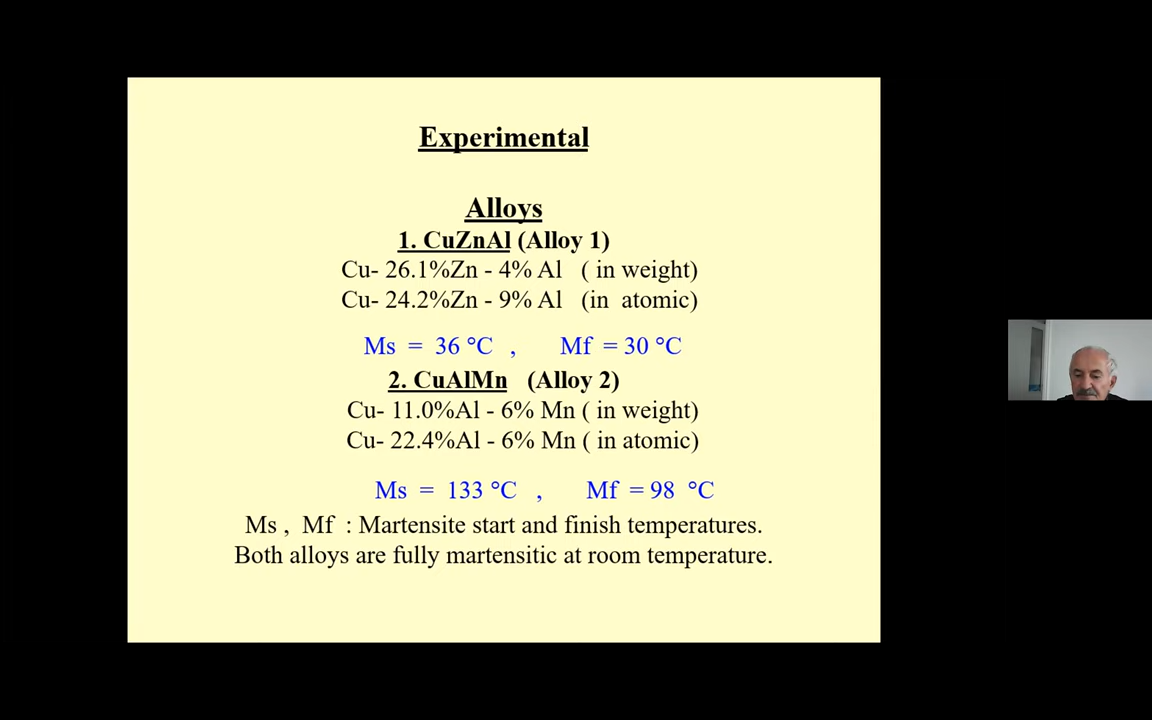 Experimental
Alloys
1. CuZnAl (Alloy 1)
Cu- 26.1%Zn - 4% Al ( in weight)
Cu- 24.2%Zn - 9% Al (in atomic)
Ms = 36 °C , Mf = 30 °C
2. CuAlMn (Alloy 2)
Cu- 11.0%Al - 6% Mn ( in weight)
Cu- 22.4%Al - 6% Mn ( in atomic)
Ms = 133 °C , Mf = 98 °C
Ms , Mf : Martensite start and finish temperatures.
Both alloys are fully martensitic at room temperature.